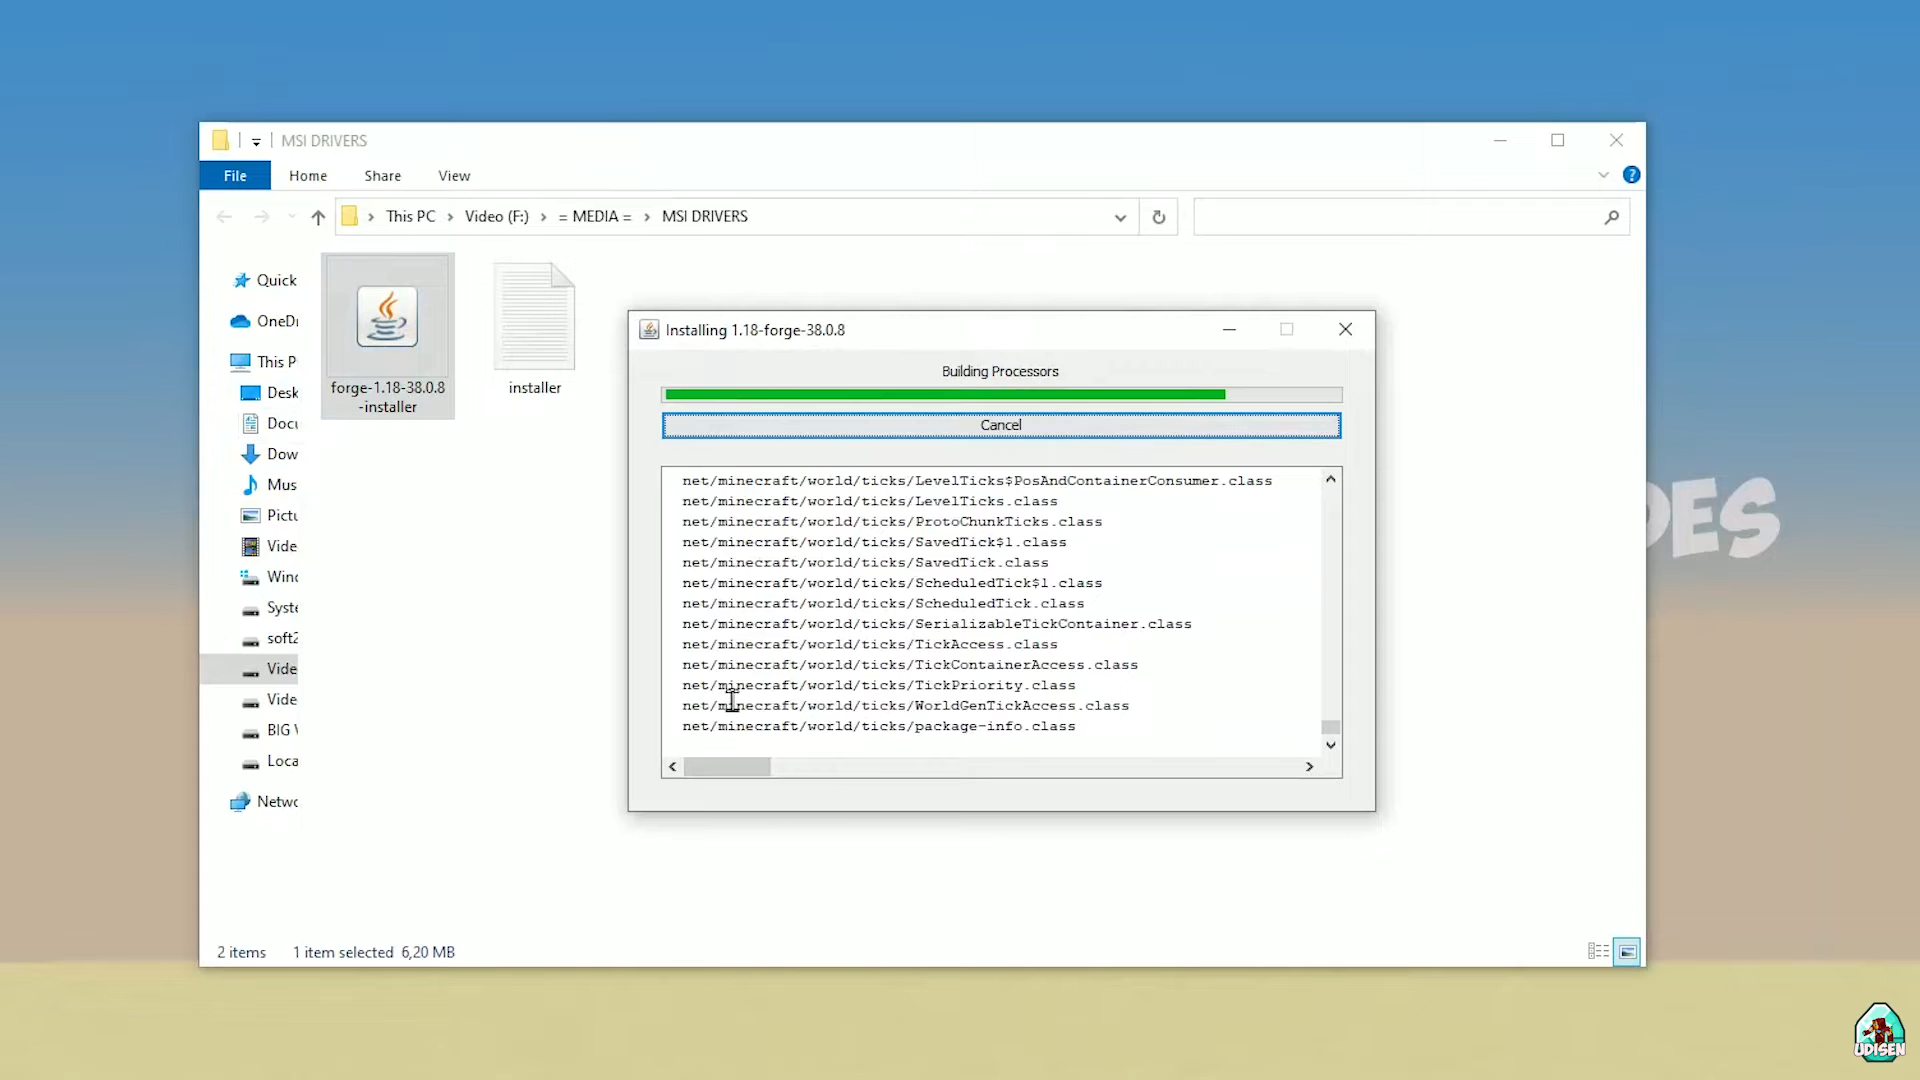 MSI DRIVERS
File Home Share View
This PC Video (F:) = MEDIA = MSI DRIVERS
Quick
OneDr
This P
Desk
Docu
Dow
Mus
Pictu
Vide
Winc
Syste
soft2
Vide
Vide
BIG V
Loca
Netwo
forge-1.18-38.0.8
-installer
installer
Installing 1.18-forge-38.0.8
Building Processors
Cancel
net/minecraft/world/ticks/LevelTicks$PosAndContainerConsumer.class
net/minecraft/world/ticks/LevelTicks.class
net/minecraft/world/ticks/ProtoChunkTicks.class
net/minecraft/world/ticks/SavedTick$1.class
net/minecraft/world/ticks/SavedTick.class
net/minecraft/world/ticks/ScheduledTick$1.class
net/minecraft/world/ticks/ScheduledTick.class
net/minecraft/world/ticks/SerializableTickContainer.class
net/minecraft/world/ticks/TickAccess.class
net/minecraft/world/ticks/TickContainerAccess.class
net/minecraft/world/ticks/TickPriority.class
net/minecraft/world/ticks/WorldGenTickAccess.class
net/minecraft/world/ticks/package-info.class
DES
2 items 1 item selected 6,20 MB
UDISEN